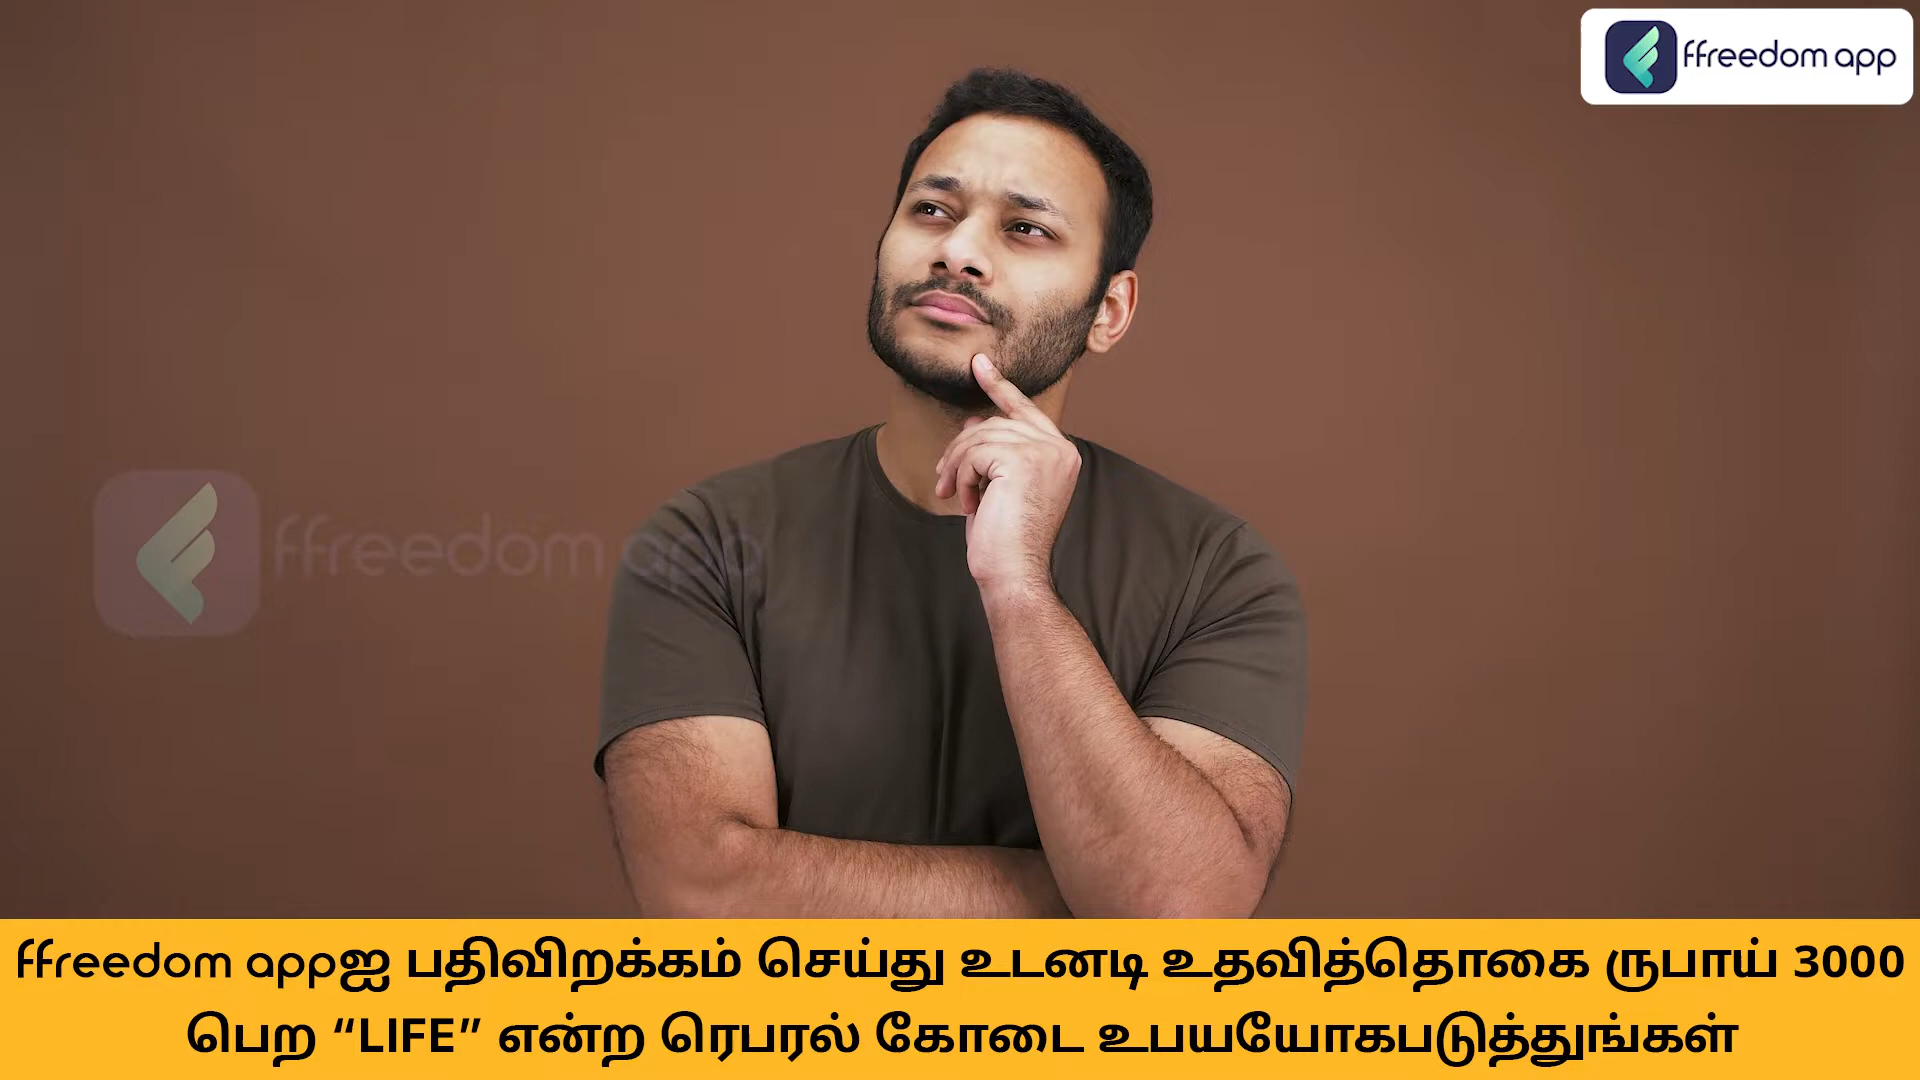 ffreedom app
ffreedom app
ffreedom appஐ பதிவிறக்கம் செய்து உடனடி உதவித்தொகை ருபாய் 3000
பெற “LIFE” என்ற ரெபரல் கோடை உபயயோகபடுத்துங்கள்